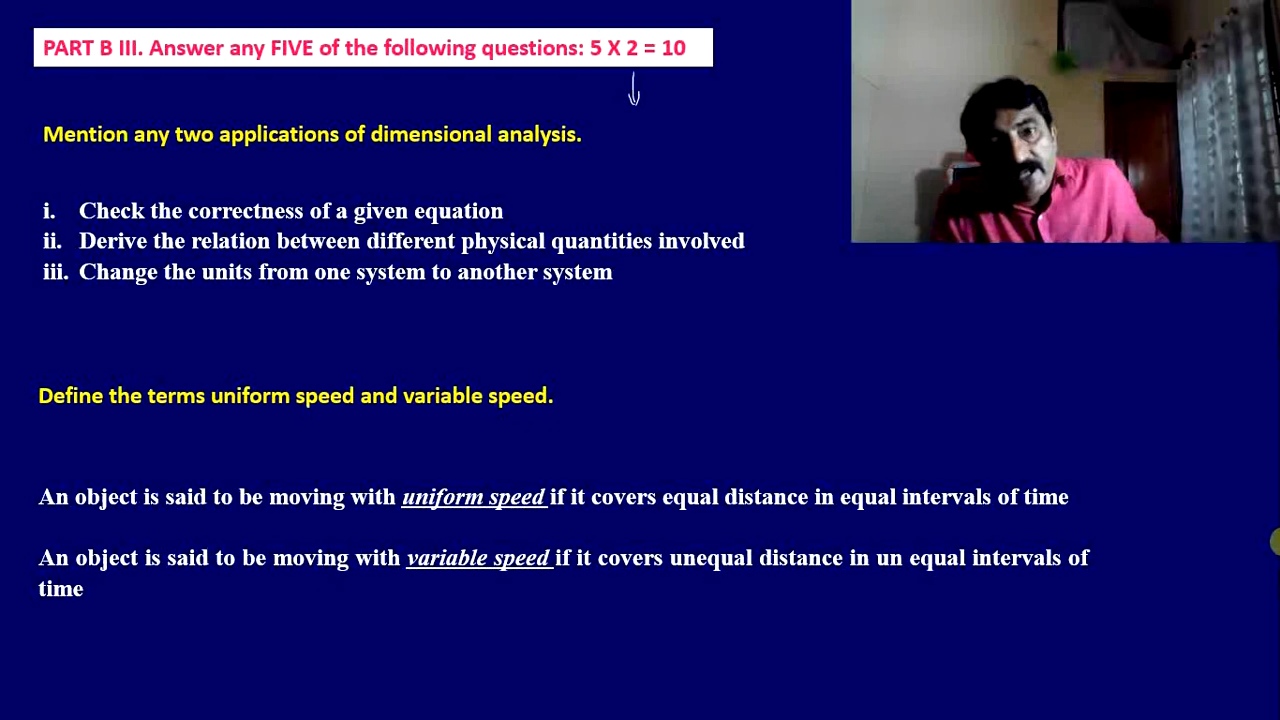 PART B III. Answer any FIVE of the following questions: 5 X 2 = 10
Mention any two applications of dimensional analysis.
i. Check the correctness of a given equation
ii. Derive the relation between different physical quantities involved
iii. Change the units from one system to another system
Define the terms uniform speed and variable speed.
An object is said to be moving with uniform speed if it covers equal distance in equal intervals of time
An object is said to be moving with variable speed if it covers unequal distance in un equal intervals of
time